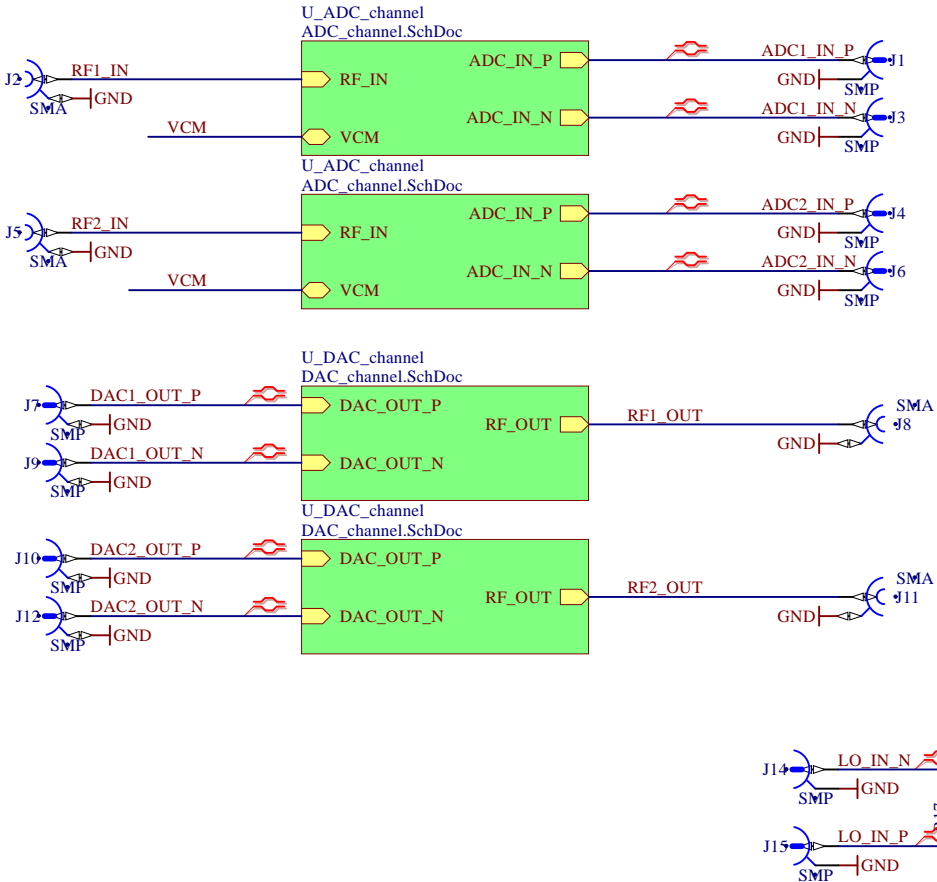 U_ADC_channel
ADC_channel.SchDoc
J2 RF1_IN RF_IN ADC_IN_P ADC1_IN_P J1
SMA GND GND SMP
VCM VCM ADC_IN_N ADC1_IN_N J3
GND SMP
U_ADC_channel
ADC_channel.SchDoc
J5 RF2_IN RF_IN ADC_IN_P ADC2_IN_P J4
SMA GND GND SMP
VCM VCM ADC_IN_N ADC2_IN_N J6
GND SMP
U_DAC_channel
DAC_channel.SchDoc
J7 DAC1_OUT_P DAC_OUT_P RF_OUT RF1_OUT SMA J8
SMP GND GND
J9 DAC1_OUT_N DAC_OUT_N
SMP GND
U_DAC_channel
DAC_channel.SchDoc
J10 DAC2_OUT_P DAC_OUT_P RF_OUT RF2_OUT SMA J11
SMP GND GND
J12 DAC2_OUT_N DAC_OUT_N
SMP GND
J14 LO_IN_N
SMP GND
J15 LO_IN_P
SMP GND